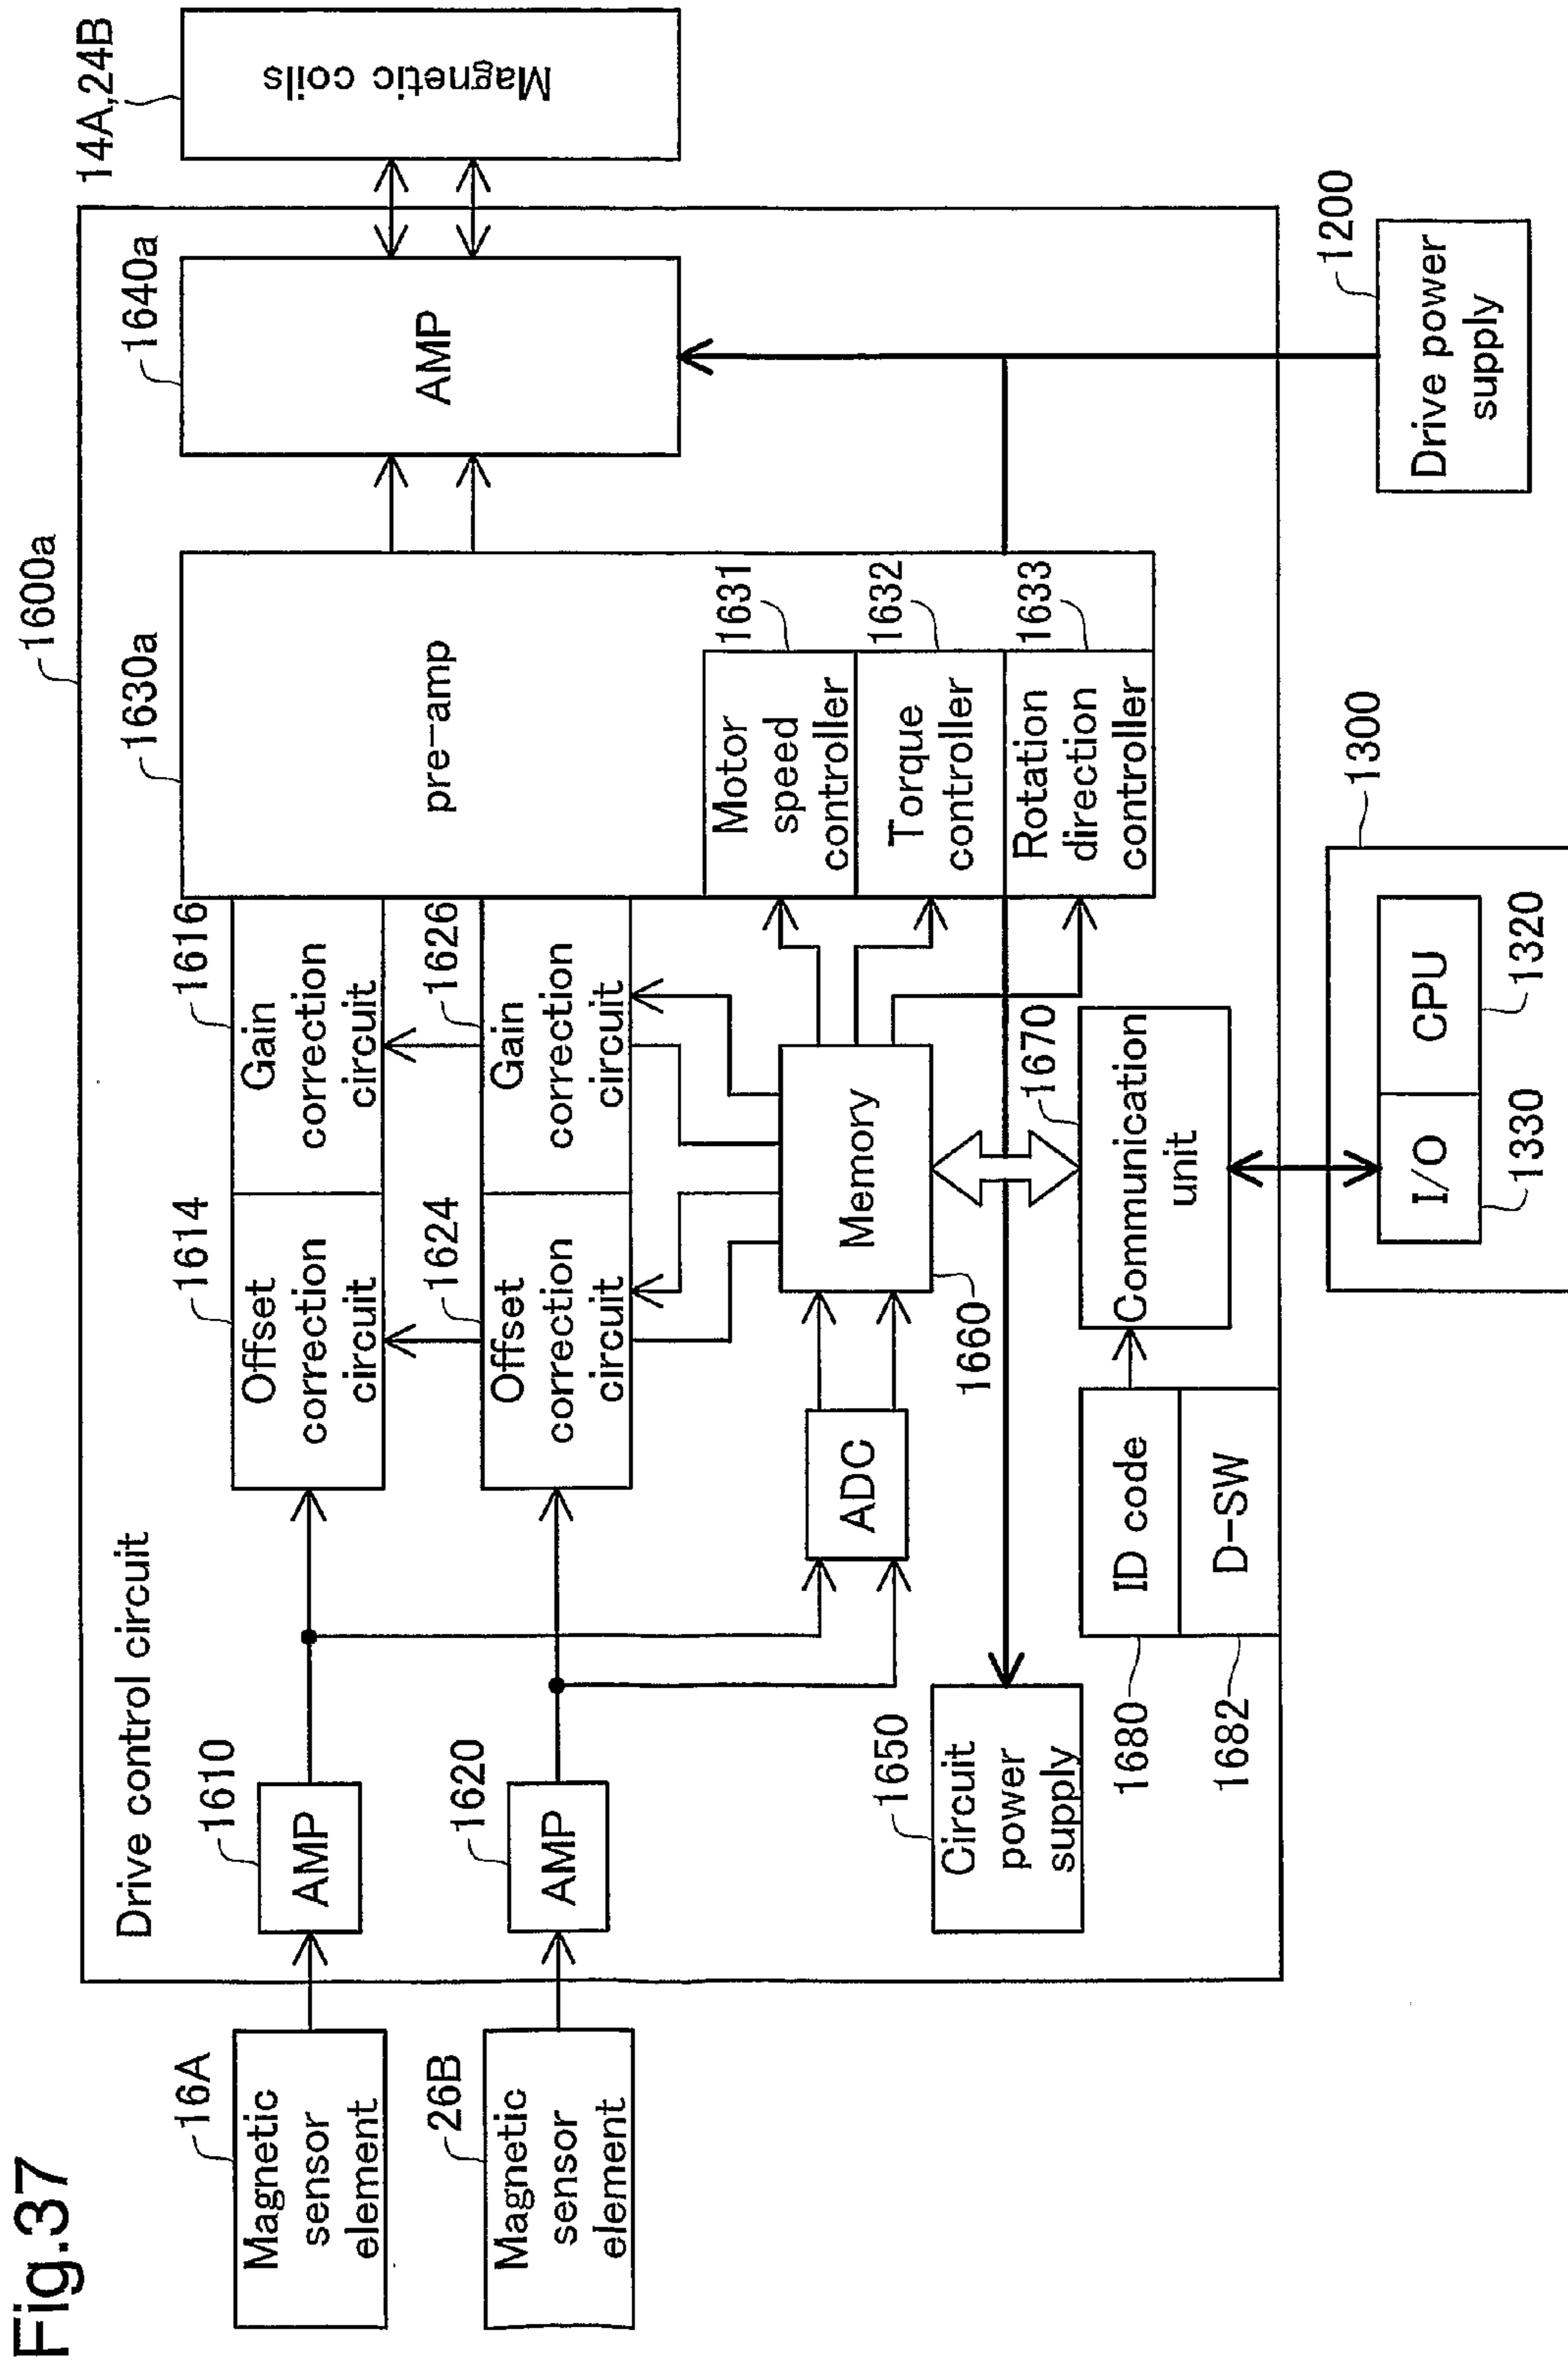 Fig.37
1600a
Drive control circuit
16A
Magnetic
sensor
element
1610
AMP
1614
Offset
correction
circuit
1616
Gain
correction
circuit
1630a
pre-amp
1640a
AMP
14A,24B
Magnetic coils
26B
Magnetic
sensor
element
1620
AMP
1624
Offset
correction
circuit
1626
Gain
correction
circuit
1631
Motor
speed
controller
1632
Torque
controller
1633
Rotation
direction
controller
ADC
Memory
1660
1650
Circuit
power
supply
1670
Communication
unit
1680
ID code
1682
D-SW
1300
I/O
CPU
1330
1320
1200
Drive power
supply